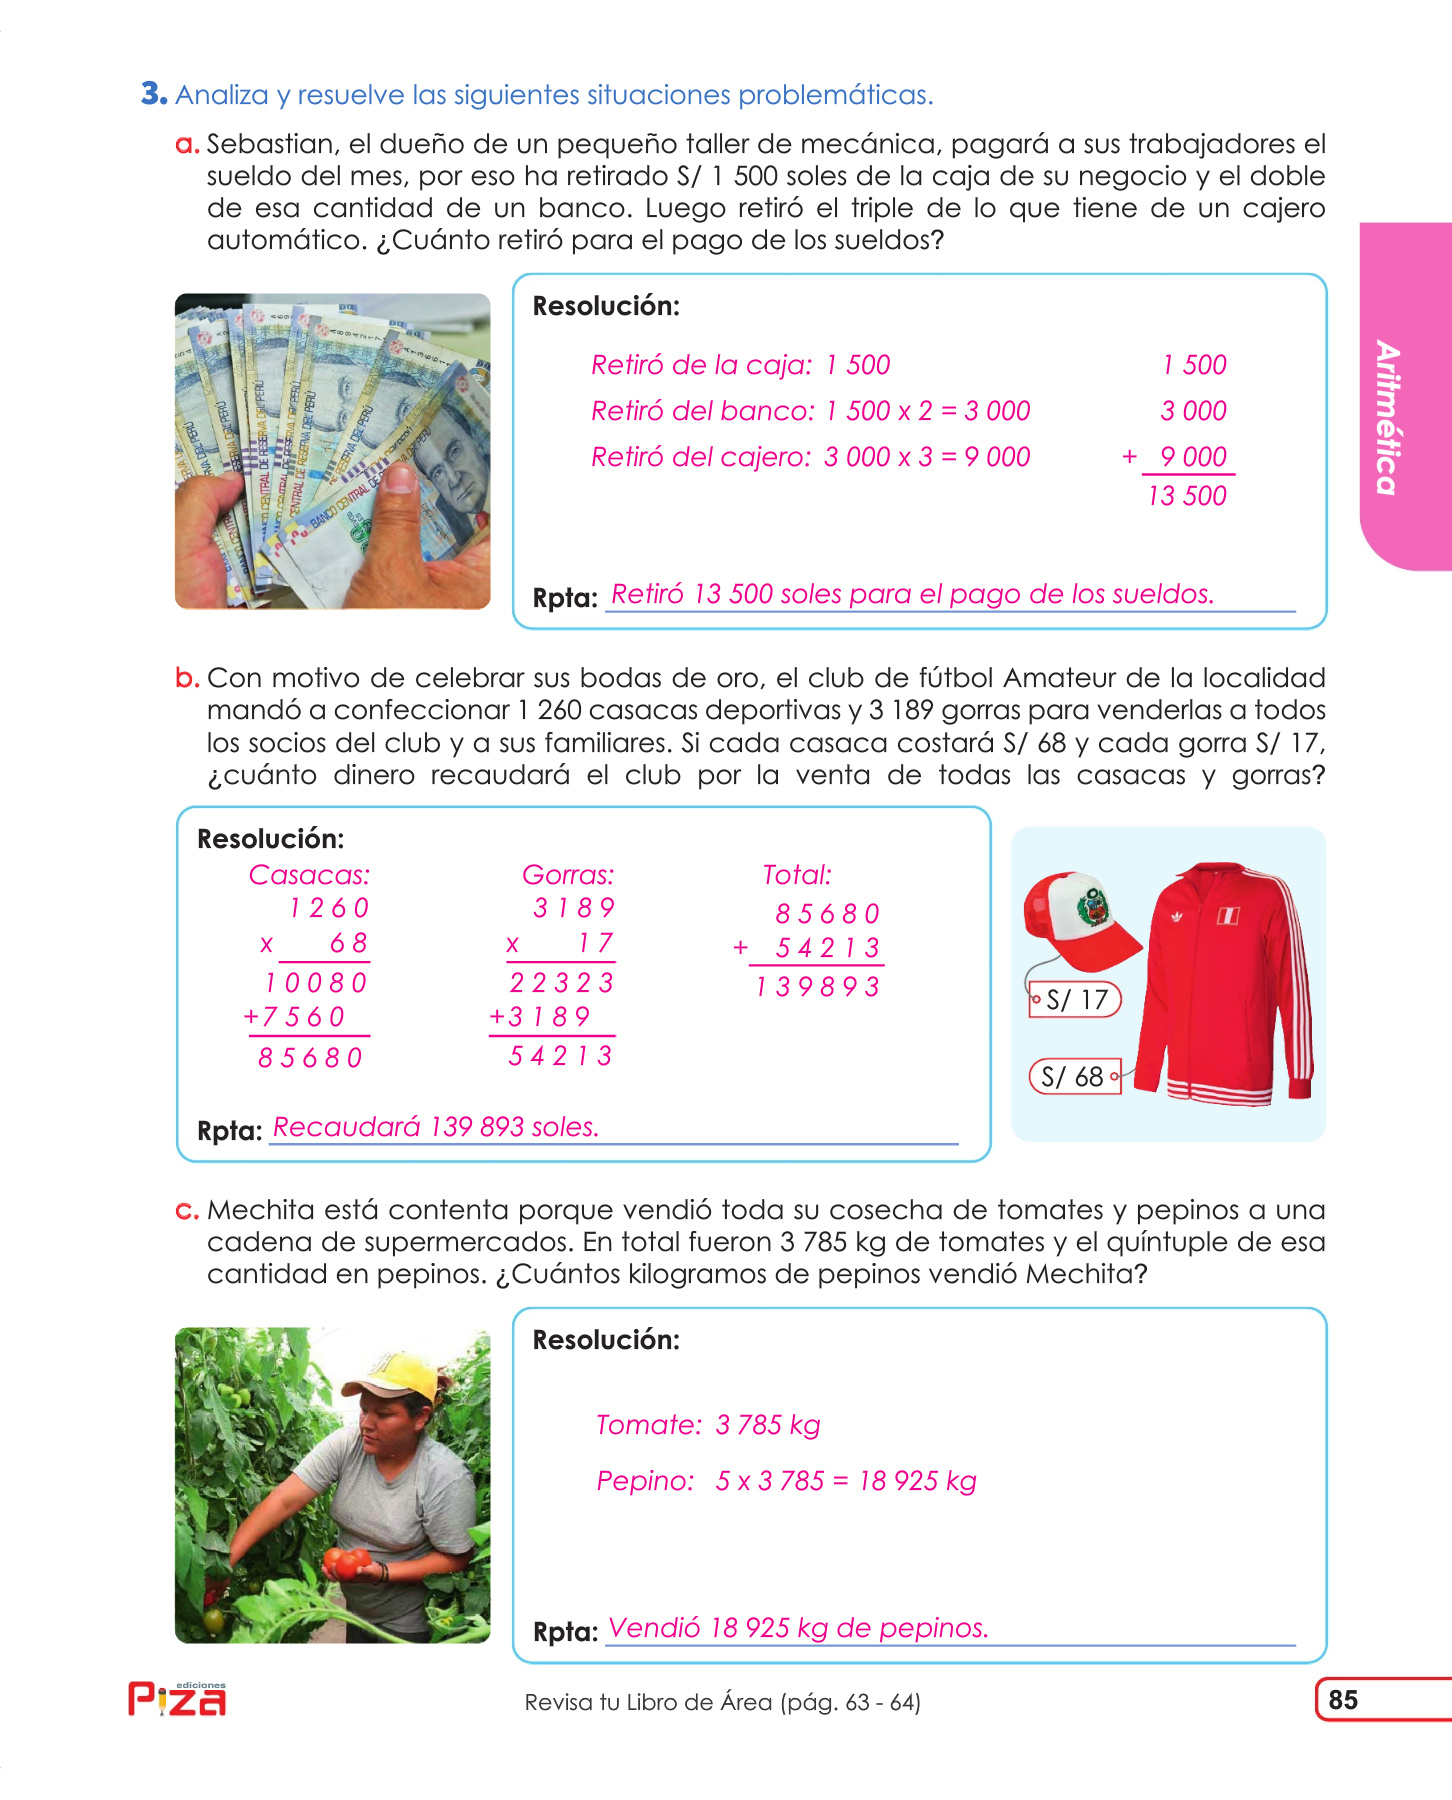 3. Analiza y resuelve las siguientes situaciones problemáticas.
a. Sebastian, el dueño de un pequeño taller de mecánica, pagará a sus trabajadores el
sueldo del mes, por eso ha retirado S/ 1 500 soles de la caja de su negocio y el doble
de esa cantidad de un banco. Luego retiró el triple de lo que tiene de un cajero
automático. ¿Cuánto retiró para el pago de los sueldos?
Aritmética
Resolución:
Retiró de la caja: 1 500
1 500
Retiró del banco: 1 500 x 2 = 3 000
3 000
Retiró del cajero: 3 000 x 3 = 9 000
+ 9 000
13 500
Rpta: Retiró 13 500 soles para el pago de los sueldos.
b. Con motivo de celebrar sus bodas de oro, el club de fútbol Amateur de la localidad
mandó a confeccionar 1 260 casacas deportivas y 3 189 gorras para venderlas a todos
los socios del club y a sus familiares. Si cada casaca costará S/ 68 y cada gorra S/ 17,
¿cuánto dinero recaudará el club por la venta de todas las casacas y gorras?
Resolución:
Casacas:
1 2 6 0
x 6 8
1 0 0 8 0
+7 5 6 0
8 5 6 8 0
Gorras:
3 1 8 9
x 1 7
2 2 3 2 3
+3 1 8 9
5 4 2 1 3
Total:
8 5 6 8 0
+ 5 4 2 1 3
1 3 9 8 9 3
Rpta: Recaudará 139 893 soles.
S/ 17
S/ 68
c. Mechita está contenta porque vendió toda su cosecha de tomates y pepinos a una
cadena de supermercados. En total fueron 3 785 kg de tomates y el quíntuple de esa
cantidad en pepinos. ¿Cuántos kilogramos de pepinos vendió Mechita?
Resolución:
Tomate: 3 785 kg
Pepino: 5 x 3 785 = 18 925 kg
Rpta: Vendió 18 925 kg de pepinos.
ediciones
Piza
Revisa tu Libro de Área (pág. 63 - 64)
85